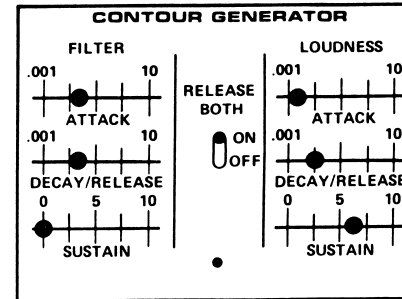 CONTOUR GENERATOR
FILTER
.001 10
ATTACK
.001 10
DECAY/RELEASE
0 5 10
SUSTAIN
RELEASE
BOTH
ON
OFF
LOUDNESS
.001 10
ATTACK
.001 10
DECAY/RELEASE
0 5 10
SUSTAIN